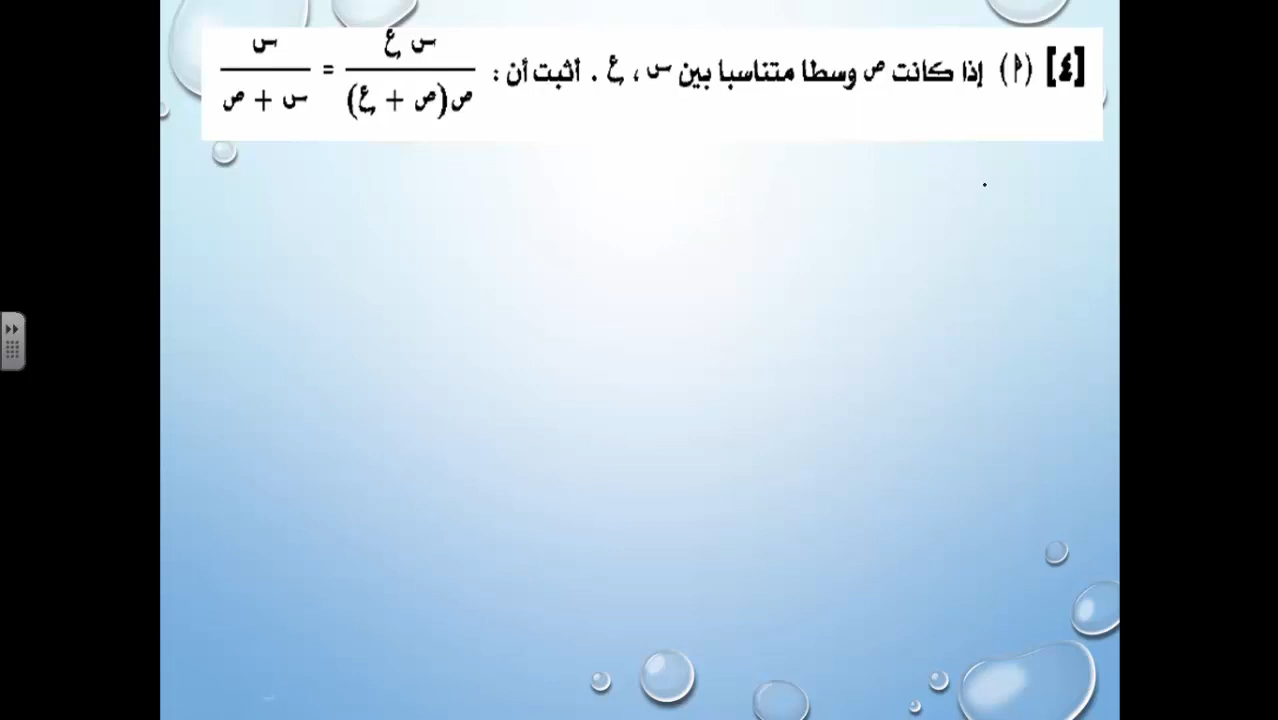 [٤] (أ) إذا كانت ص وسطا متناسبا بين س ، ع . أثبت أن : س ع / ص(ص + ع) = س / س + ص